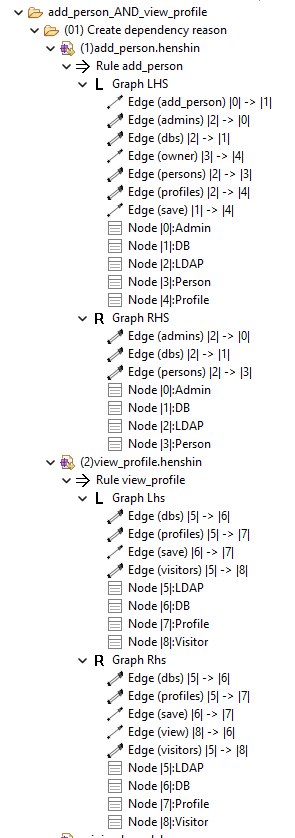 add_person_AND_view_profile
(01) Create dependency reason
(1)add_person.henshin
Rule add_person
L Graph LHS
Edge (add_person) |0| -> |1|
Edge (admins) |2| -> |0|
Edge (dbs) |2| -> |1|
Edge (owner) |3| -> |4|
Edge (persons) |2| -> |3|
Edge (profiles) |2| -> |4|
Edge (save) |1| -> |4|
Node |0|:Admin
Node |1|:DB
Node |2|:LDAP
Node |3|:Person
Node |4|:Profile
R Graph RHS
Edge (admins) |2| -> |0|
Edge (dbs) |2| -> |1|
Edge (persons) |2| -> |3|
Node |0|:Admin
Node |1|:DB
Node |2|:LDAP
Node |3|:Person
(2)view_profile.henshin
Rule view_profile
L Graph Lhs
Edge (dbs) |5| -> |6|
Edge (profiles) |5| -> |7|
Edge (save) |6| -> |7|
Edge (visitors) |5| -> |8|
Node |5|:LDAP
Node |6|:DB
Node |7|:Profile
Node |8|:Visitor
R Graph Rhs
Edge (dbs) |5| -> |6|
Edge (profiles) |5| -> |7|
Edge (save) |6| -> |7|
Edge (view) |8| -> |6|
Edge (visitors) |5| -> |8|
Node |5|:LDAP
Node |6|:DB
Node |7|:Profile
Node |8|:Visitor